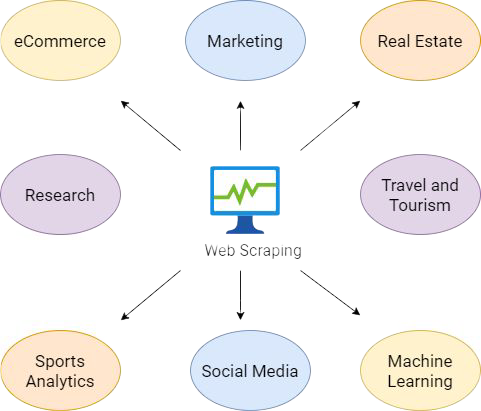 eCommerce
Marketing
Real Estate
Research
Travel and
Tourism
Web Scraping
Sports
Analytics
Social Media
Machine
Learning